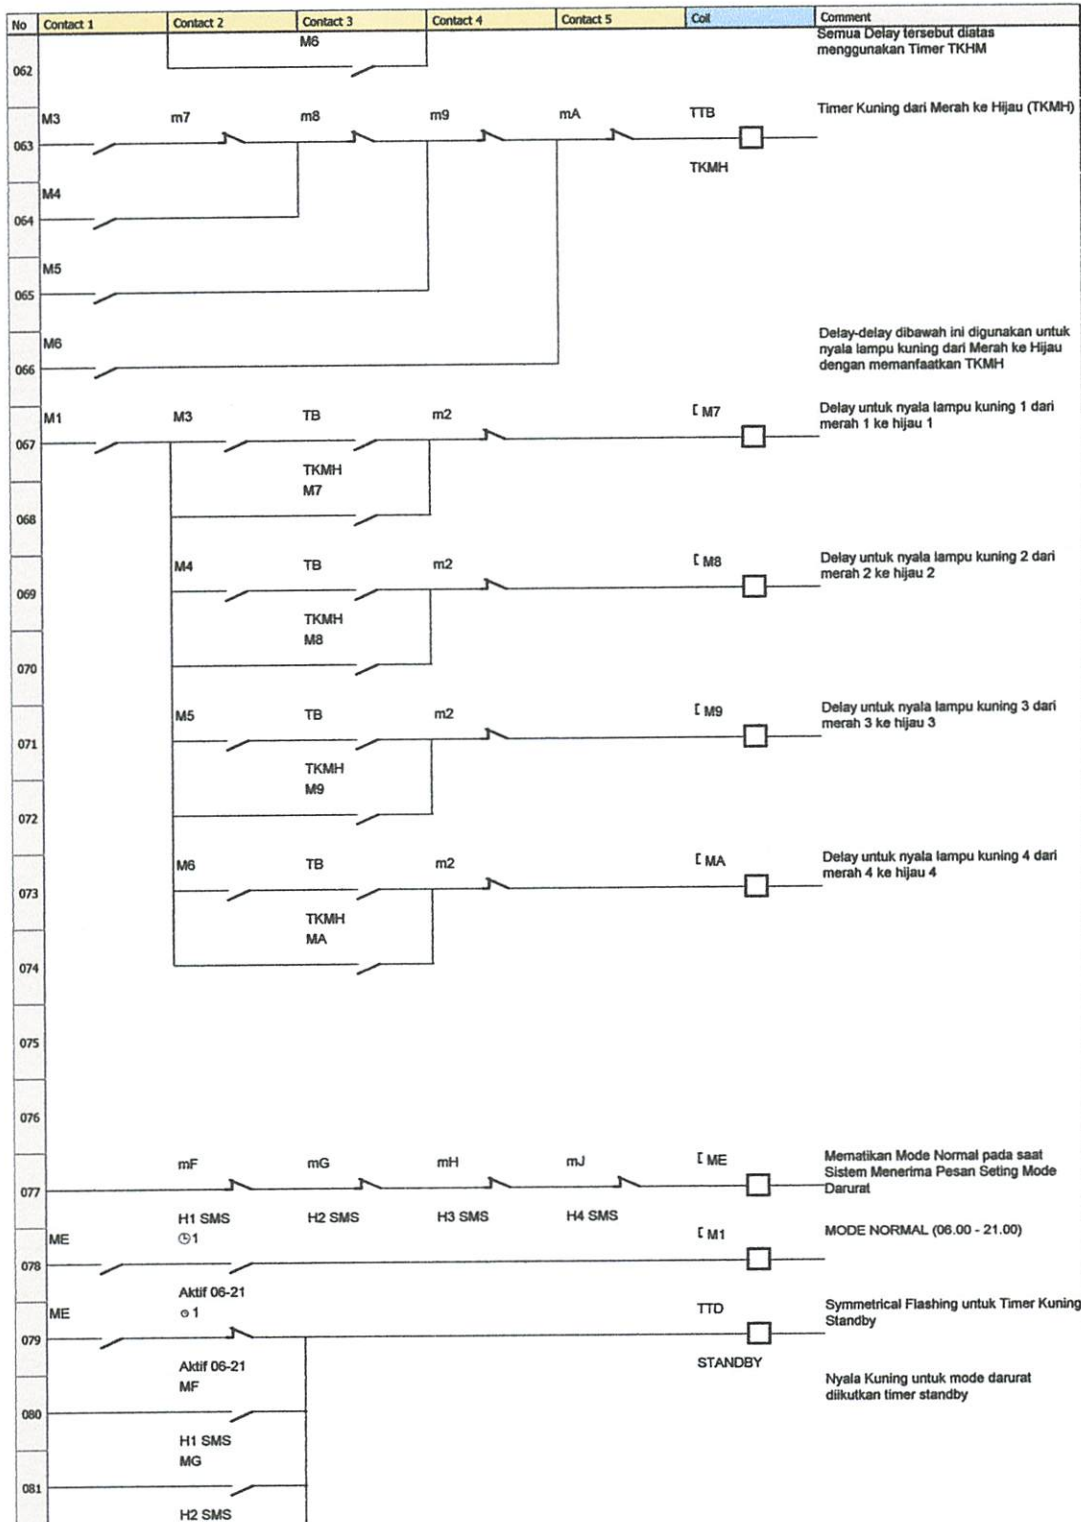 No Contact 1 Contact 2 Contact 3 Contact 4 Contact 5 Coil Comment
M6 Semua Delay tersebut diatas
menggunakan Timer TKHM
062
M3 m7 m8 m9 mA TTB Timer Kuning dari Merah ke Hijau (TKMH)
063
TKMH
M4
064
M5
065
M6 Delay-delay dibawah ini digunakan untuk
nyala lampu kuning dari Merah ke Hijau
dengan memanfaatkan TKMH
066
M1 M3 TB m2 [ M7 Delay untuk nyala lampu kuning 1 dari
merah 1 ke hijau 1
067
TKMH
M7
068
M4 TB m2 [ M8 Delay untuk nyala lampu kuning 2 dari
merah 2 ke hijau 2
069
TKMH
M8
070
M5 TB m2 [ M9 Delay untuk nyala lampu kuning 3 dari
merah 3 ke hijau 3
071
TKMH
M9
072
M6 TB m2 [ MA Delay untuk nyala lampu kuning 4 dari
merah 4 ke hijau 4
073
TKMH
MA
074
075
076
mF mG mH mJ [ ME Mematikan Mode Normal pada saat
Sistem Menerima Pesan Seting Mode
Darurat
077
H1 SMS H2 SMS H3 SMS H4 SMS
ME 1 [ M1 MODE NORMAL (06.00 - 21.00)
078
Aktif 06-21
ME 1 TTD Symmetrical Flashing untuk Timer Kuning
Standby
079
Aktif 06-21 STANDBY
MF Nyala Kuning untuk mode darurat
diikutkan timer standby
080
H1 SMS
MG
081
H2 SMS